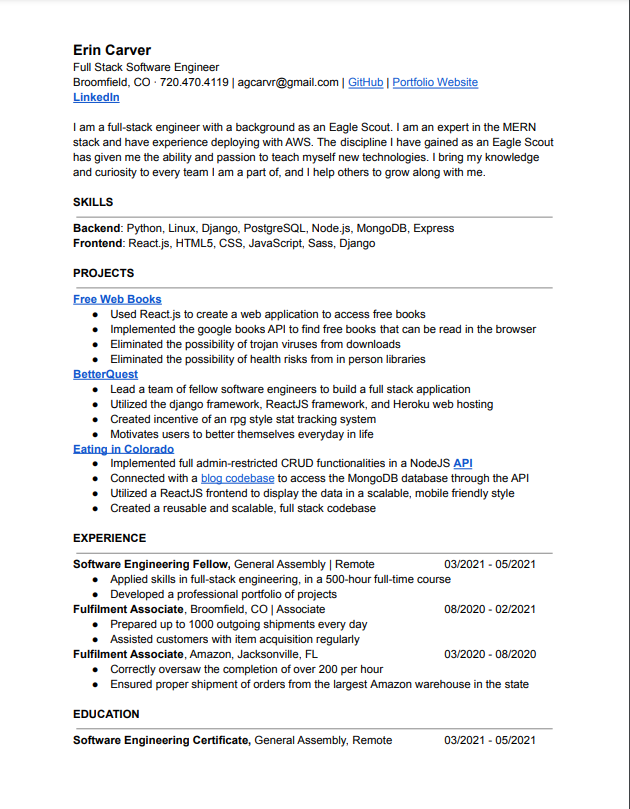 Erin Carver
Full Stack Software Engineer
Broomfield, CO · 720.470.4119 | agcarvr@gmail.com | GitHub | Portfolio Website
LinkedIn
I am a full-stack engineer with a background as an Eagle Scout. I am an expert in the MERN
stack and have experience deploying with AWS. The discipline I have gained as an Eagle Scout
has given me the ability and passion to teach myself new technologies. I bring my knowledge
and curiosity to every team I am a part of, and I help others to grow along with me.
SKILLS
Backend: Python, Linux, Django, PostgreSQL, Node.js, MongoDB, Express
Frontend: React.js, HTML5, CSS, JavaScript, Sass, Django
PROJECTS
Free Web Books
● Used React.js to create a web application to access free books
● Implemented the google books API to find free books that can be read in the browser
● Eliminated the possibility of trojan viruses from downloads
● Eliminated the possibility of health risks from in person libraries
BetterQuest
● Lead a team of fellow software engineers to build a full stack application
● Utilized the django framework, ReactJS framework, and Heroku web hosting
● Created incentive of an rpg style stat tracking system
● Motivates users to better themselves everyday in life
Eating in Colorado
● Implemented full admin-restricted CRUD functionalities in a NodeJS API
● Connected with a blog codebase to access the MongoDB database through the API
● Utilized a ReactJS frontend to display the data in a scalable, mobile friendly style
● Created a reusable and scalable, full stack codebase
EXPERIENCE
Software Engineering Fellow, General Assembly | Remote 03/2021 - 05/2021
● Applied skills in full-stack engineering, in a 500-hour full-time course
● Developed a professional portfolio of projects
Fulfilment Associate, Broomfield, CO | Associate 08/2020 - 02/2021
● Prepared up to 1000 outgoing shipments every day
● Assisted customers with item acquisition regularly
Fulfilment Associate, Amazon, Jacksonville, FL 03/2020 - 08/2020
● Correctly oversaw the completion of over 200 per hour
● Ensured proper shipment of orders from the largest Amazon warehouse in the state
EDUCATION
Software Engineering Certificate, General Assembly, Remote 03/2021 - 05/2021